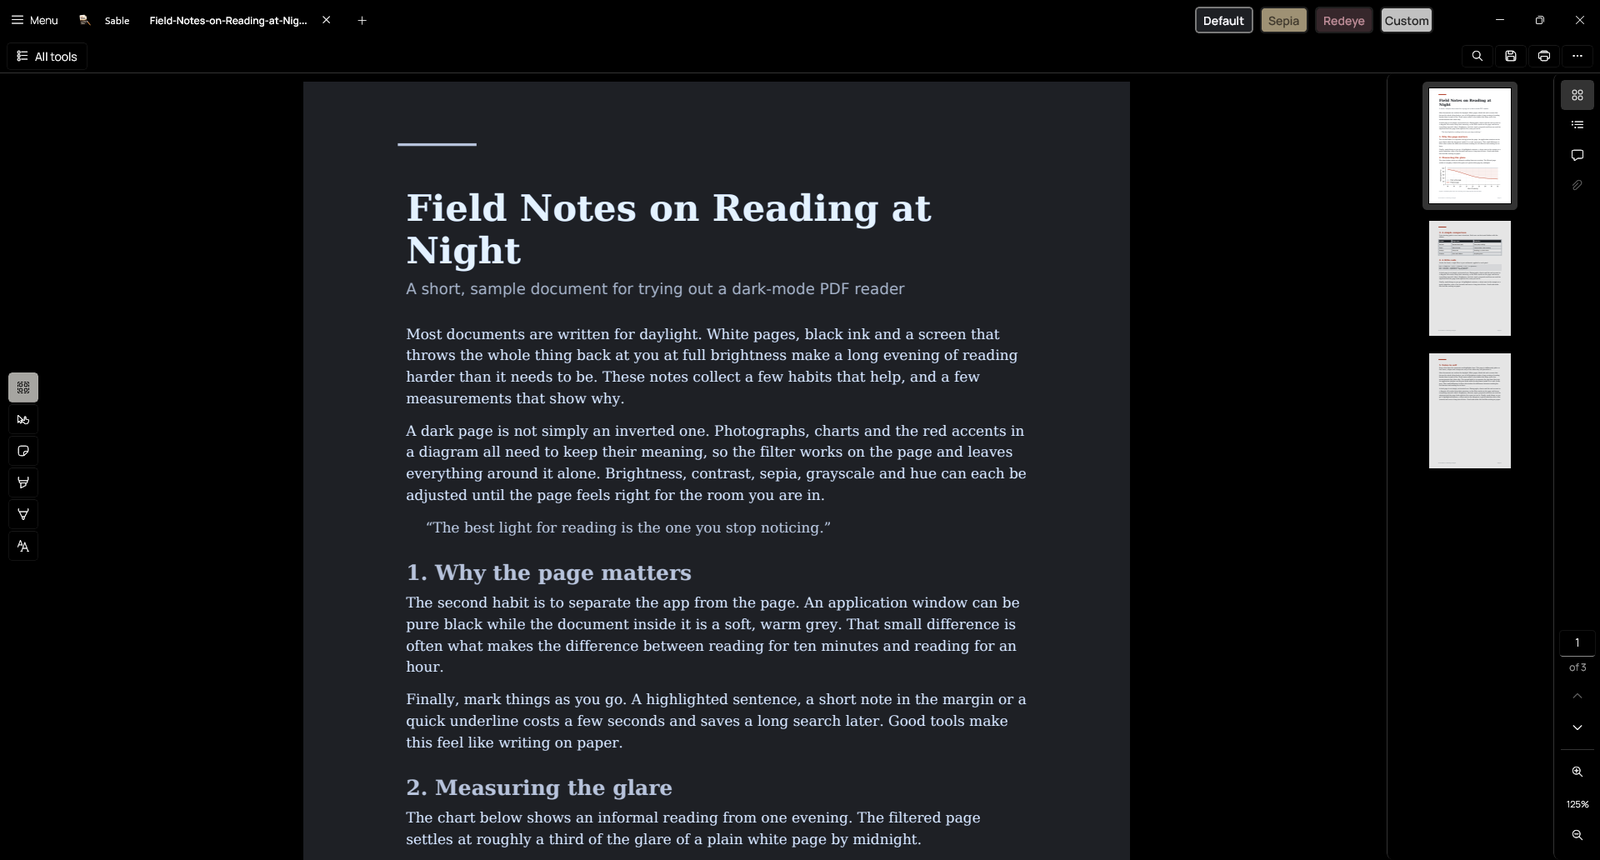 Menu
Sable
Field-Notes-on-Reading-at-Nig...
Default
Sepia
Redeye
Custom
All tools
Field Notes on Reading at
Night
A short, sample document for trying out a dark-mode PDF reader
Most documents are written for daylight. White pages, black ink and a screen that
throws the whole thing back at you at full brightness make a long evening of reading
harder than it needs to be. These notes collect a few habits that help, and a few
measurements that show why.
A dark page is not simply an inverted one. Photographs, charts and the red accents in
a diagram all need to keep their meaning, so the filter works on the page and leaves
everything around it alone. Brightness, contrast, sepia, grayscale and hue can each be
adjusted until the page feels right for the room you are in.
“The best light for reading is the one you stop noticing.”
1. Why the page matters
The second habit is to separate the app from the page. An application window can be
pure black while the document inside it is a soft, warm grey. That small difference is
often what makes the difference between reading for ten minutes and reading for an
hour.
Finally, mark things as you go. A highlighted sentence, a short note in the margin or a
quick underline costs a few seconds and saves a long search later. Good tools make
this feel like writing on paper.
2. Measuring the glare
The chart below shows an informal reading from one evening. The filtered page
settles at roughly a third of the glare of a plain white page by midnight.
Field Notes on Reading at
Night
1
of 3
125%